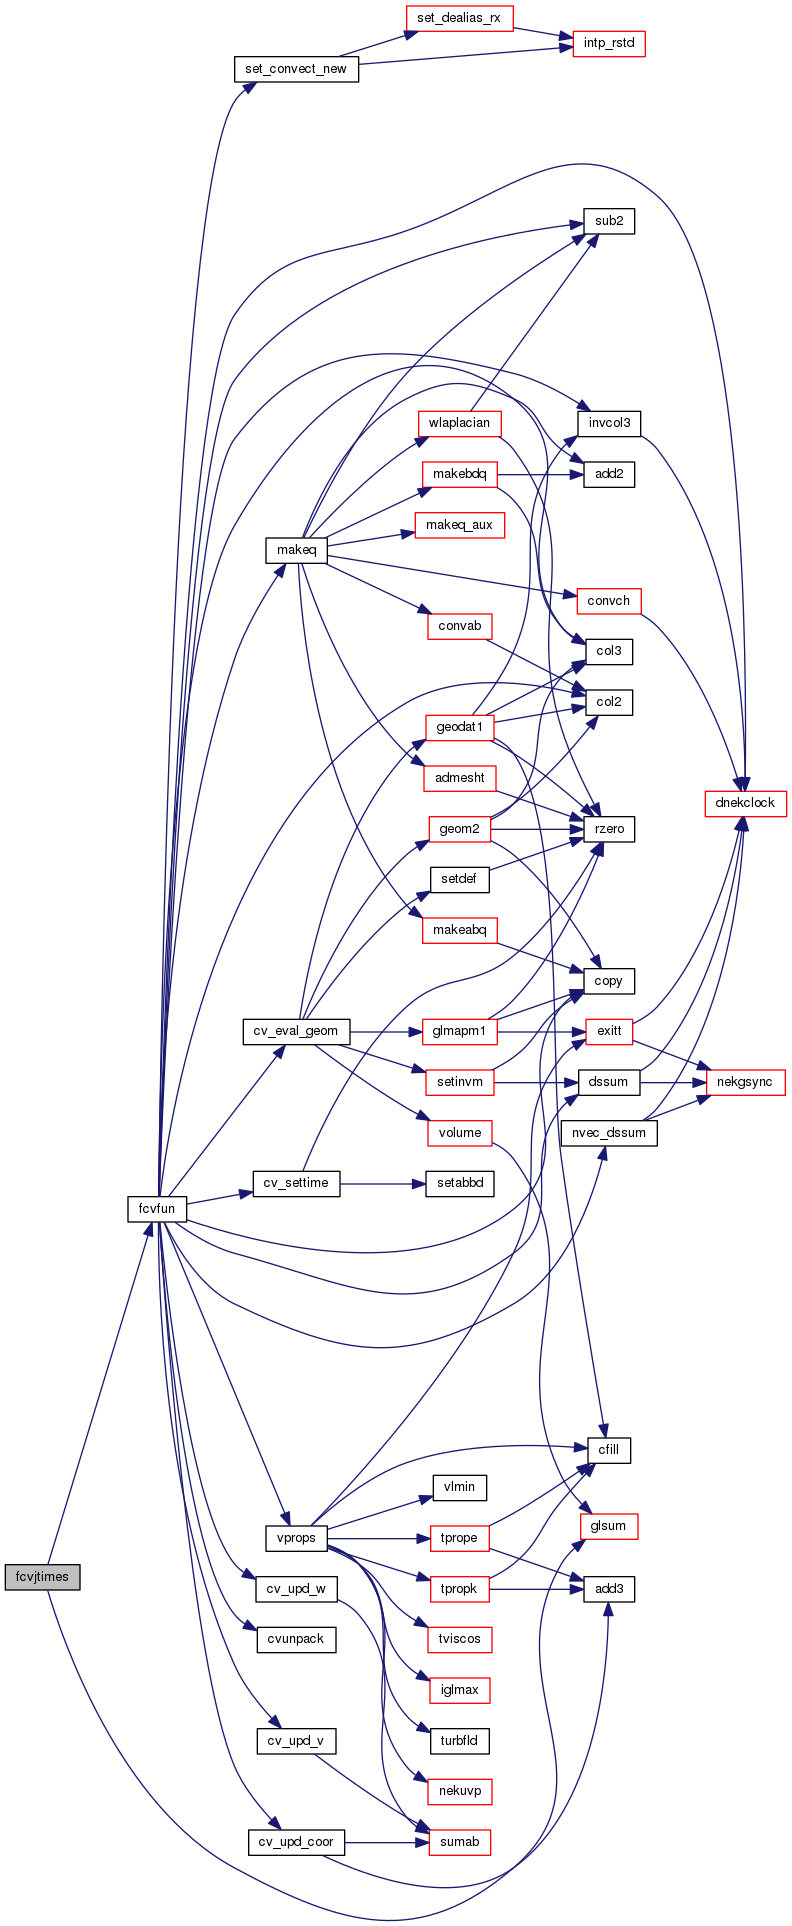 set_dealias_rx
intp_rstd
set_convect_new
sub2
invcol3
wlaplacian
add2
makebdq
makeq_aux
makeq
convch
convab
col3
col2
geodat1
admesht
dnekclock
geom2
rzero
setdef
makeabq
copy
cv_eval_geom
glmapm1
exitt
setinvm
dssum
nekgsync
volume
nvec_dssum
cv_settime
setabbd
fcvfun
cfill
vlmin
glsum
vprops
tprope
fcvjtimes
cv_upd_w
tpropk
add3
cvunpack
tviscos
iglmax
cv_upd_v
turbfld
nekuvp
cv_upd_coor
sumab